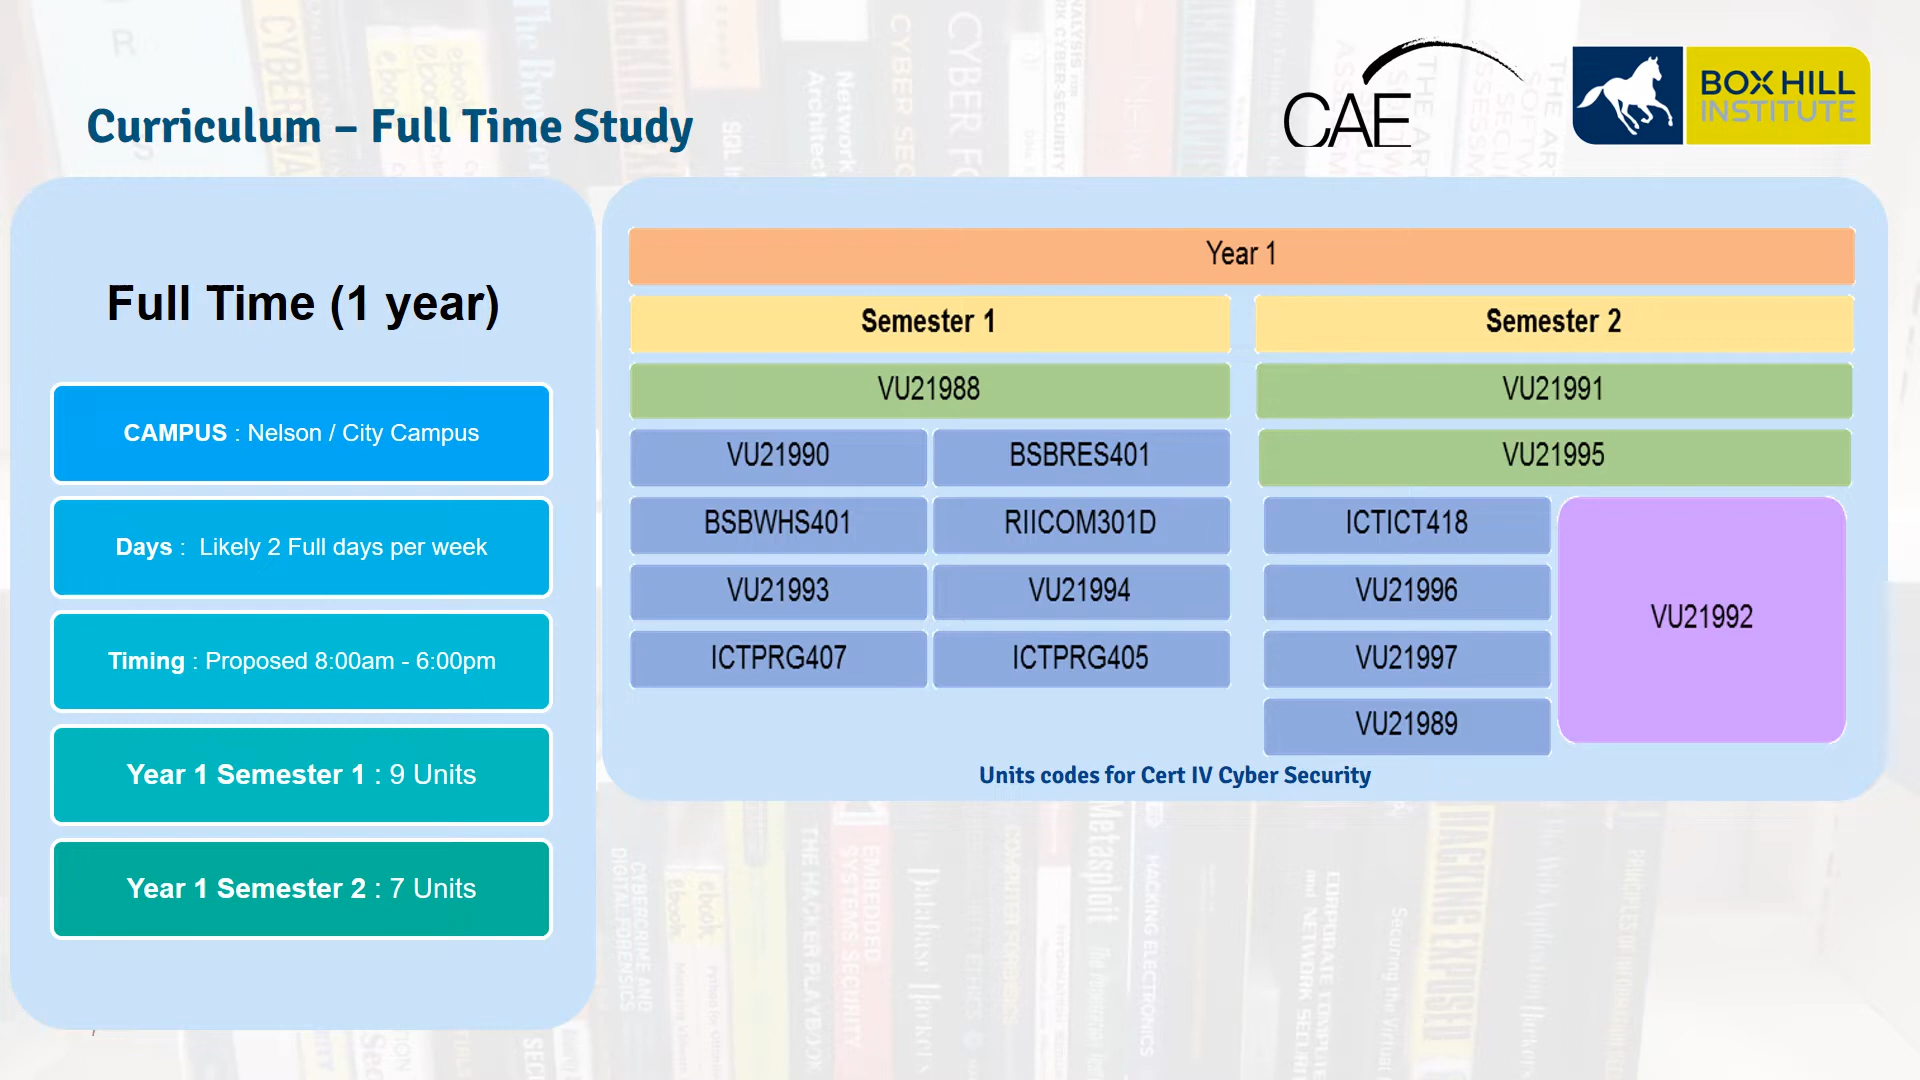 Curriculum – Full Time Study
CAE
BOX HILL
INSTITUTE
Full Time (1 year)
CAMPUS : Nelson / City Campus
Days : Likely 2 Full days per week
Timing : Proposed 8:00am - 6:00pm
Year 1 Semester 1 : 9 Units
Year 1 Semester 2 : 7 Units
Year 1
Semester 1
Semester 2
VU21988
VU21991
VU21990
BSBRES401
VU21995
BSBWHS401
RIICOM301D
ICTICT418
VU21992
VU21993
VU21994
VU21996
ICTPRG407
ICTPRG405
VU21997
VU21989
Units codes for Cert IV Cyber Security